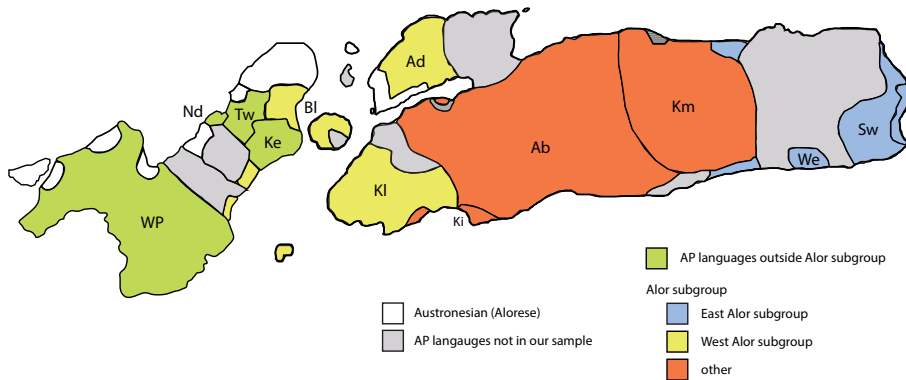 Ad
Nd
Tw
Bl
Km
Ke
Ab
Sw
We
Kl
WP
Ki
AP languages outside Alor subgroup
Alor subgroup
Austronesian (Alorese)
East Alor subgroup
AP langauges not in our sample
West Alor subgroup
other